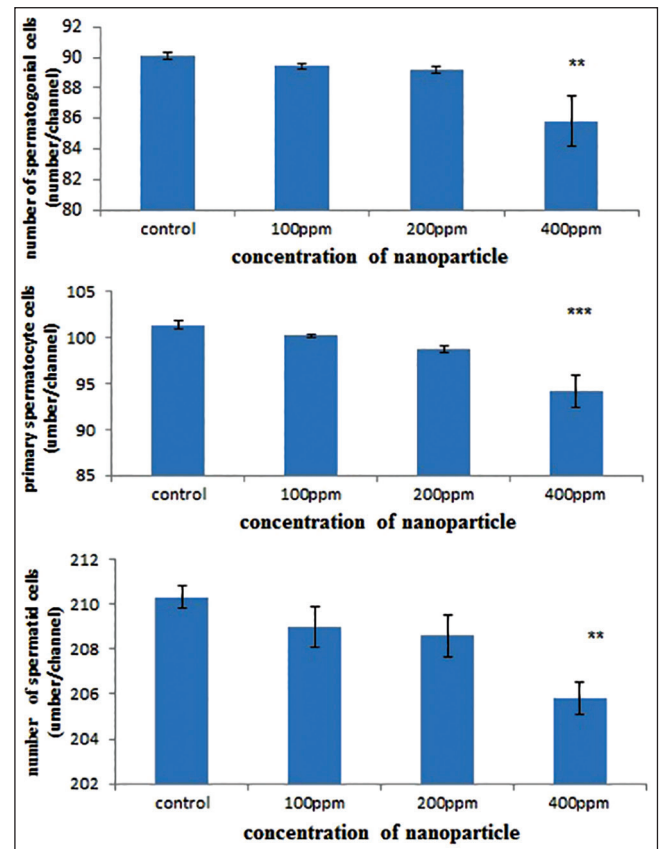 number of spermatogonial cells
(number/channel)
92
90
88
86
84
82
80
**
control 100ppm 200ppm 400ppm
concentration of nanoparticle
primary spermatocyte cells
(umber/channel)
105
100
95
90
85
***
control 100ppm 200ppm 400ppm
concentration of nanoparticle
number of spermatid cells
(umber/channel)
212
210
208
206
204
202
**
control 100ppm 200ppm 400ppm
concentration of nanoparticle